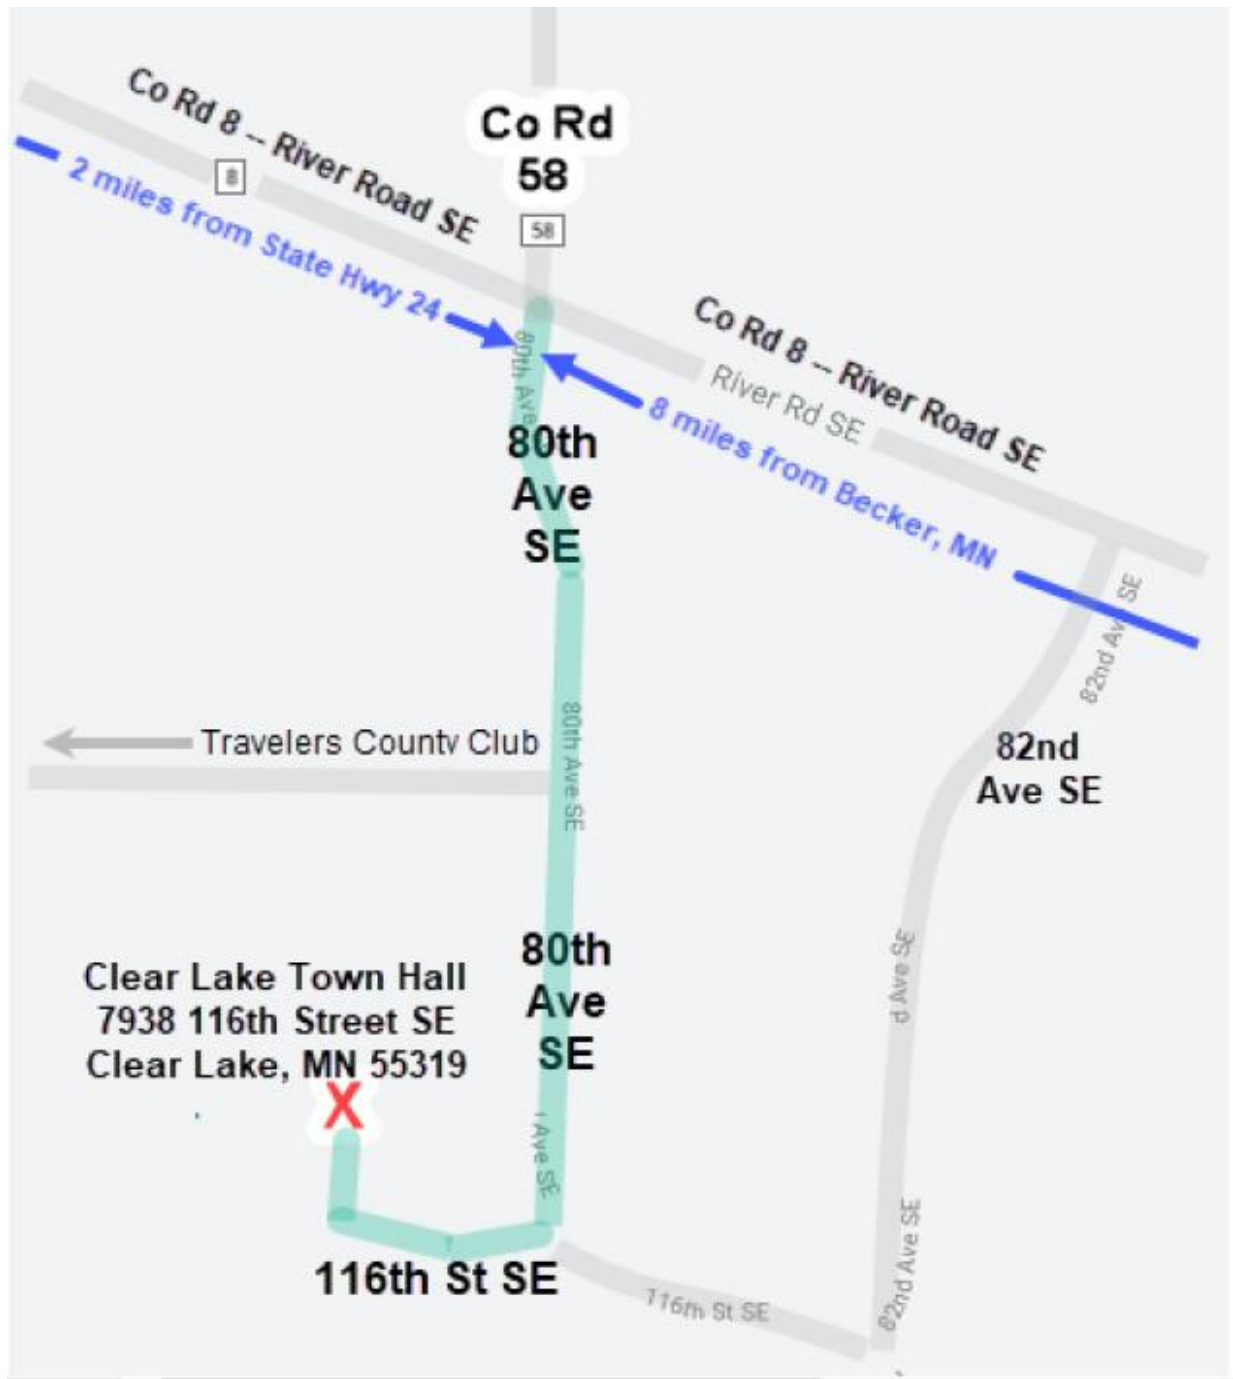 Co Rd 8 -- River Road SE
Co Rd
58
8
58
2 miles from State Hwy 24
Co Rd 8 -- River Road SE
River Rd SE
80th Ave
8 miles from Becker, MN
80th
Ave
SE
82nd Av SE
80th Ave SE
Travelers County Club
82nd
Ave SE
80th
Ave
SE
d Ave SE
Clear Lake Town Hall
7938 116th Street SE
Clear Lake, MN 55319
X
Ave SE
82nd Ave SE
116th St SE
116th St SE